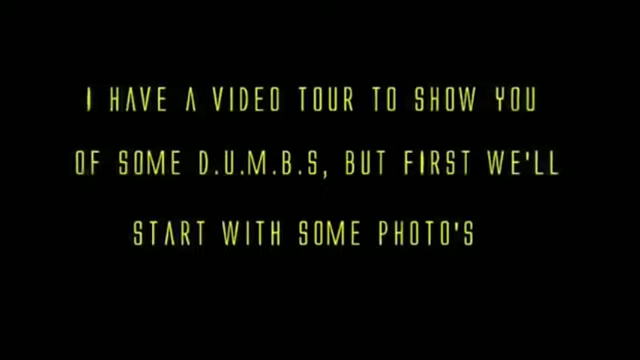 I HAVE A VIDEO TOUR TO SHOW YOU
OF SOME D.U.M.B.S, BUT FIRST WE'LL
START WITH SOME PHOTO'S